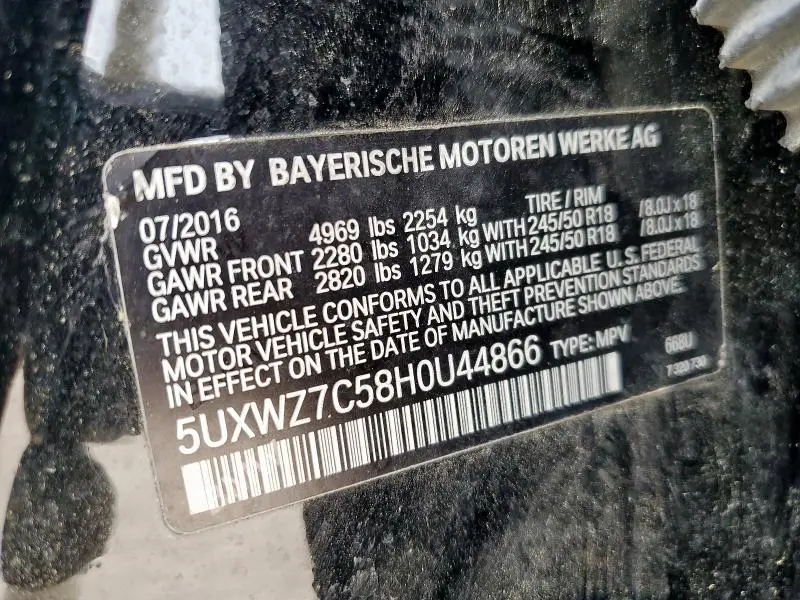 MFD BY BAYERISCHE MOTOREN WERKE AG
07/2016 TIRE / RIM
GVWR 4969 lbs 2254 kg
GAWR FRONT 2280 lbs 1034 kg WITH 245/50 R18 /8.0J x 18
GAWR REAR 2820 lbs 1279 kg WITH 245/50 R18 /8.0J x 18
THIS VEHICLE CONFORMS TO ALL APPLICABLE U.S. FEDERAL
MOTOR VEHICLE SAFETY AND THEFT PREVENTION STANDARDS
IN EFFECT ON THE DATE OF MANUFACTURE SHOWN ABOVE.
5UXWZ7C58H0U44866 TYPE: MPV 668U
7 320 730